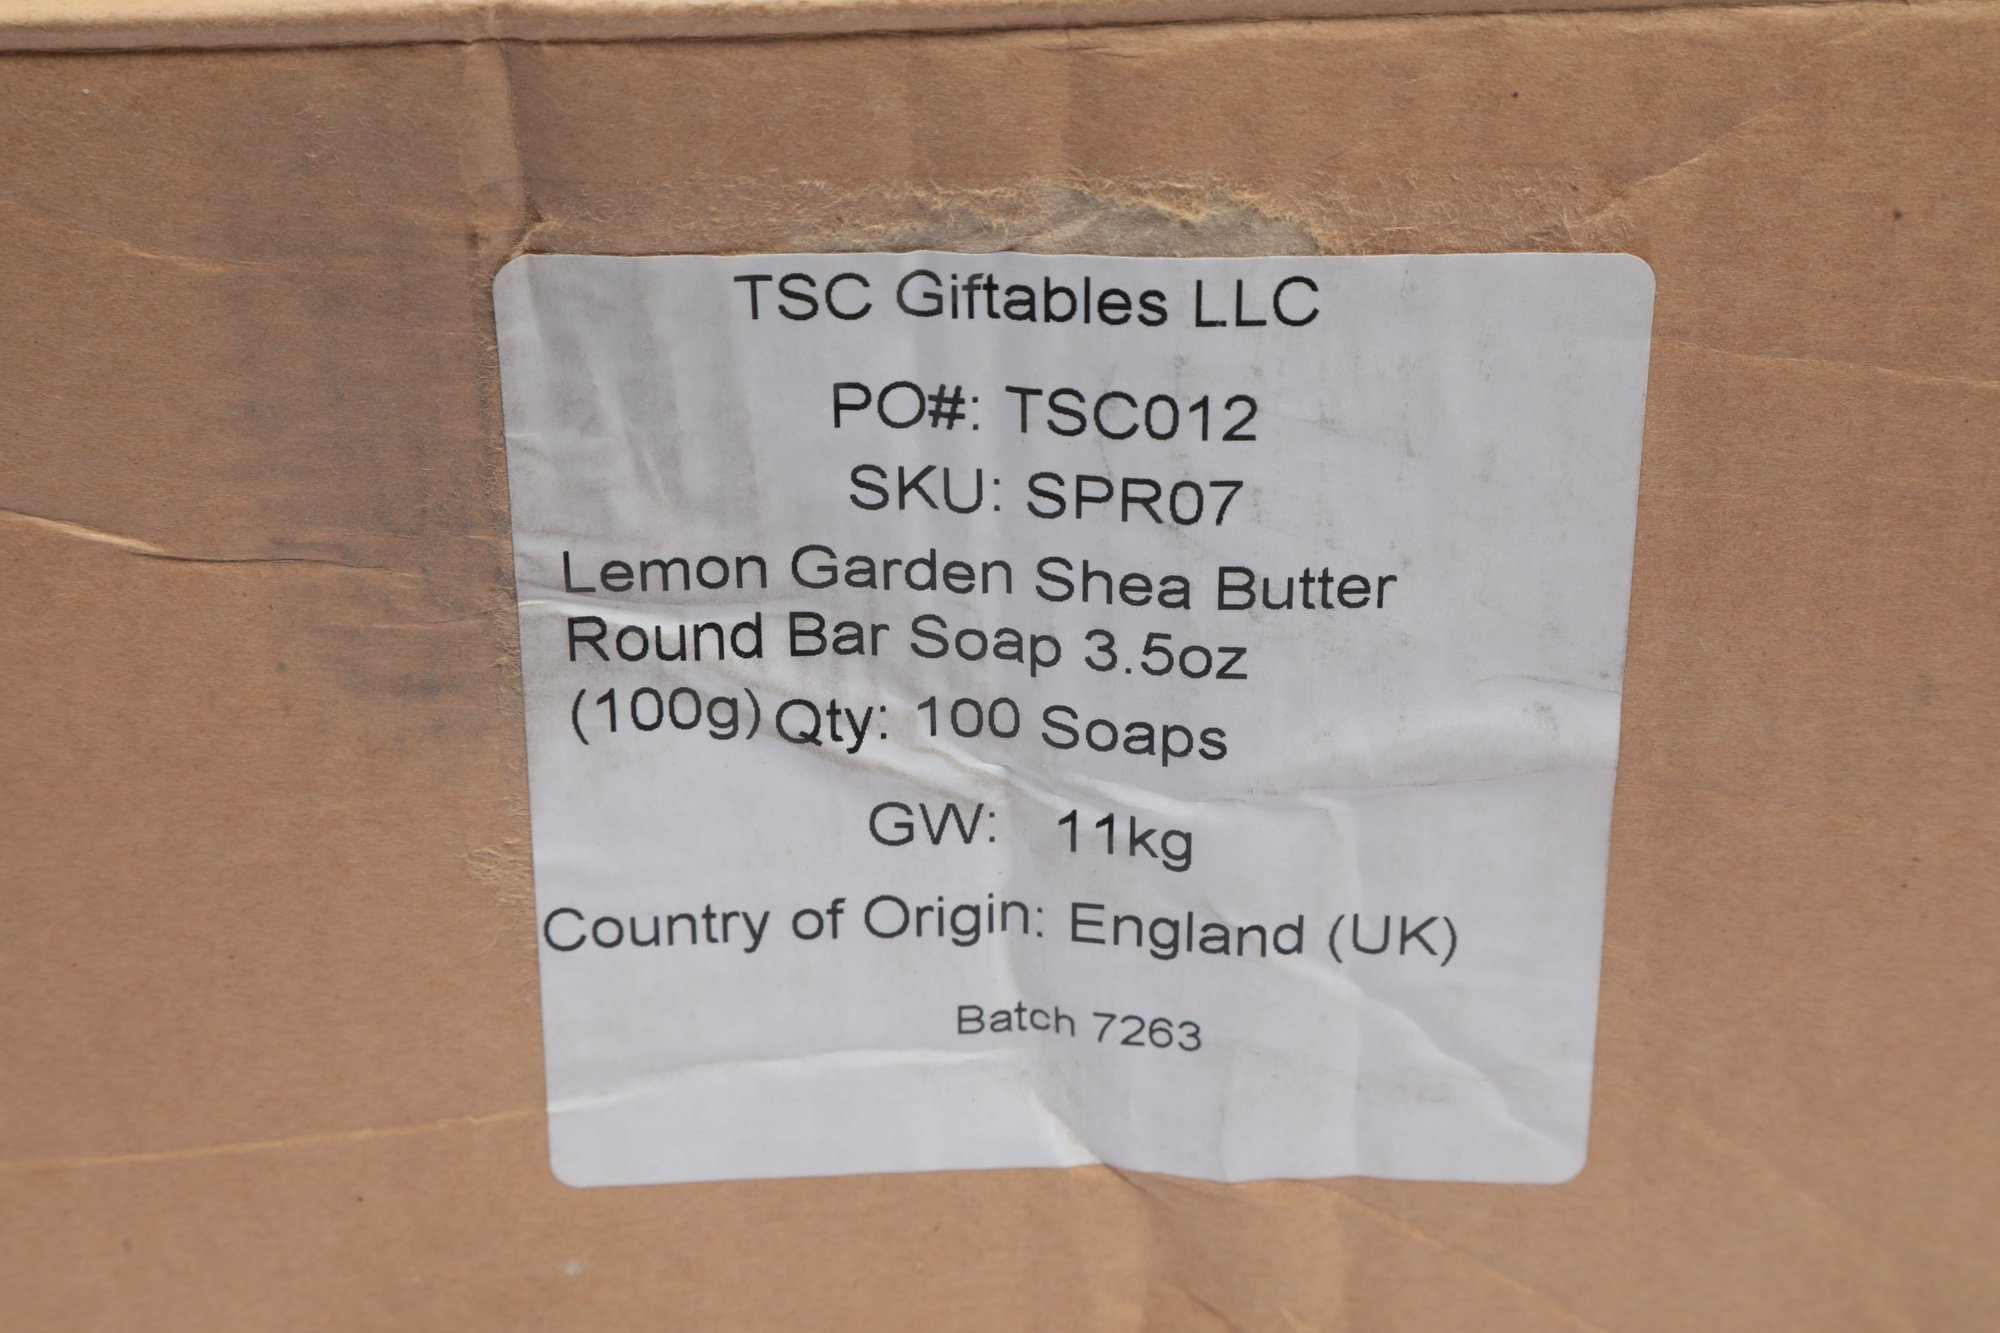 TSC Giftables LLC
PO#: TSC012
SKU: SPR07
Lemon Garden Shea Butter
Round Bar Soap 3.5oz
(100g) Qty: 100 Soaps
GW: 11kg
Country of Origin: England (UK)
Batch 7263